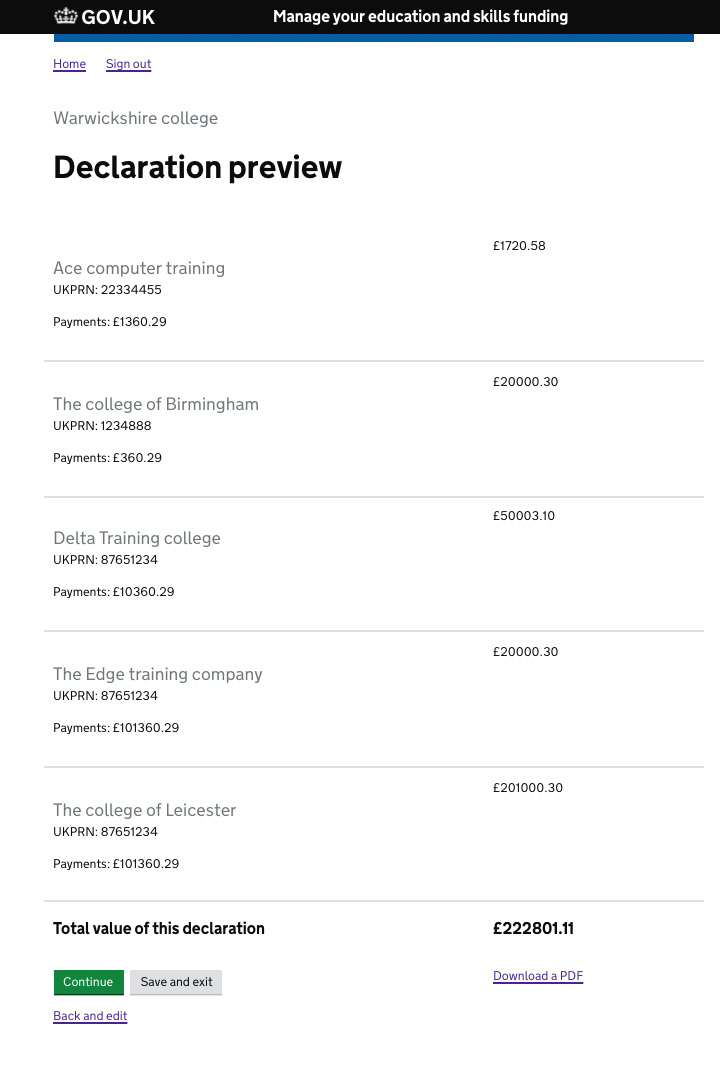 GOV.UK Manage your education and skills funding
Home Sign out
Warwickshire college
Declaration preview
£1720.58
Ace computer training
UKPRN: 22334455
Payments: £1360.29
£20000.30
The college of Birmingham
UKPRN: 1234888
Payments: £360.29
£50003.10
Delta Training college
UKPRN: 87651234
Payments: £10360.29
£20000.30
The Edge training company
UKPRN: 87651234
Payments: £101360.29
£201000.30
The college of Leicester
UKPRN: 87651234
Payments: £101360.29
Total value of this declaration £222801.11
Continue Save and exit Download a PDF
Back and edit